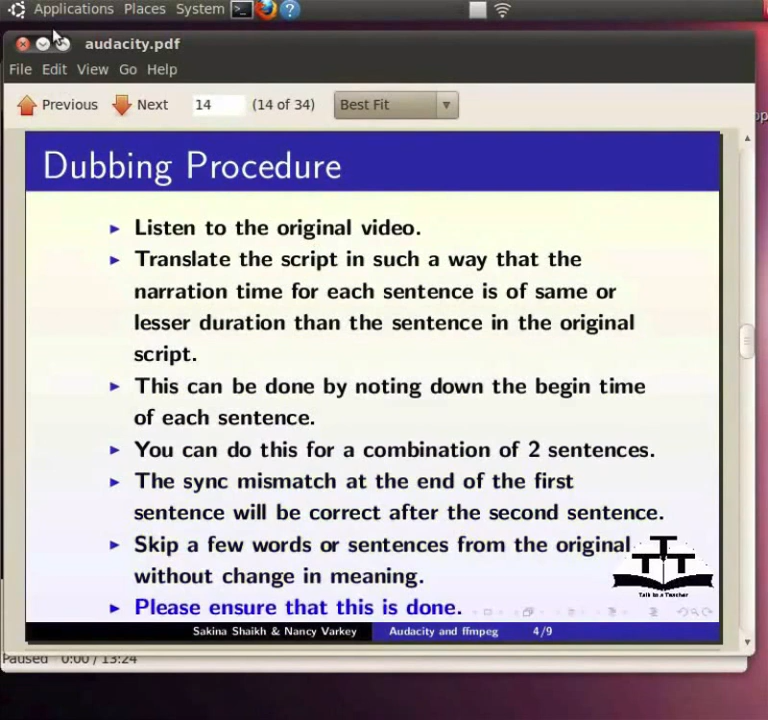 Applications Places System
audacity.pdf
File Edit View Go Help
Previous Next 14 (14 of 34) Best Fit
Dubbing Procedure
Listen to the original video.
Translate the script in such a way that the
narration time for each sentence is of same or
lesser duration than the sentence in the original
script.
This can be done by noting down the begin time
of each sentence.
You can do this for a combination of 2 sentences.
The sync mismatch at the end of the first
sentence will be correct after the second sentence.
Skip a few words or sentences from the original
without change in meaning.
Talk to a Teacher
Please ensure that this is done.
Sakina Shaikh & Nancy Varkey Audacity and ffmpeg 4/9
Paused 0:00 / 13:24